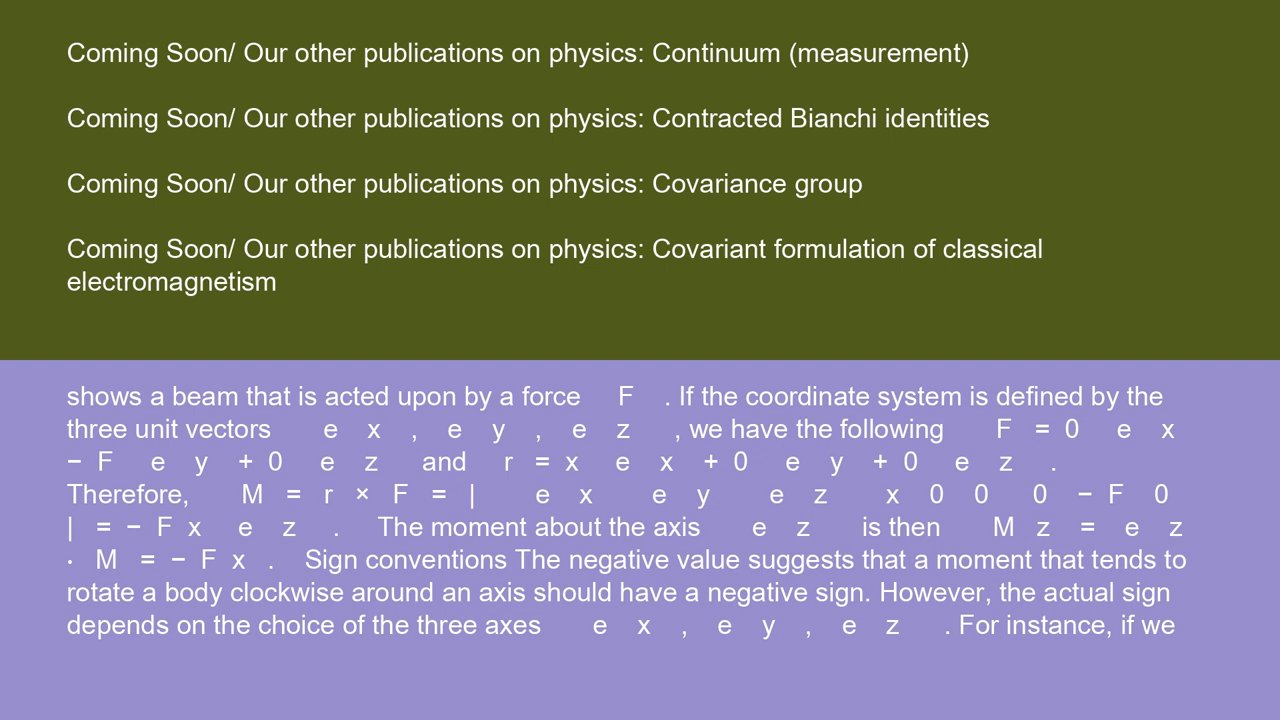 Coming Soon/ Our other publications on physics: Continuum (measurement)
Coming Soon/ Our other publications on physics: Contracted Bianchi identities
Coming Soon/ Our other publications on physics: Covariance group
Coming Soon/ Our other publications on physics: Covariant formulation of classical
electromagnetism
shows a beam that is acted upon by a force F . If the coordinate system is defined by the
three unit vectors e x , e y , e z , we have the following F = 0 e x
− F e y + 0 e z and r = x e x + 0 e y + 0 e z .
Therefore, M = r × F = | e x e y e z x 0 0 0 − F 0
| = − F x e z . The moment about the axis e z is then M z = e z
· M = − F x . Sign conventions The negative value suggests that a moment that tends to
rotate a body clockwise around an axis should have a negative sign. However, the actual sign
depends on the choice of the three axes e x , e y , e z . For instance, if we